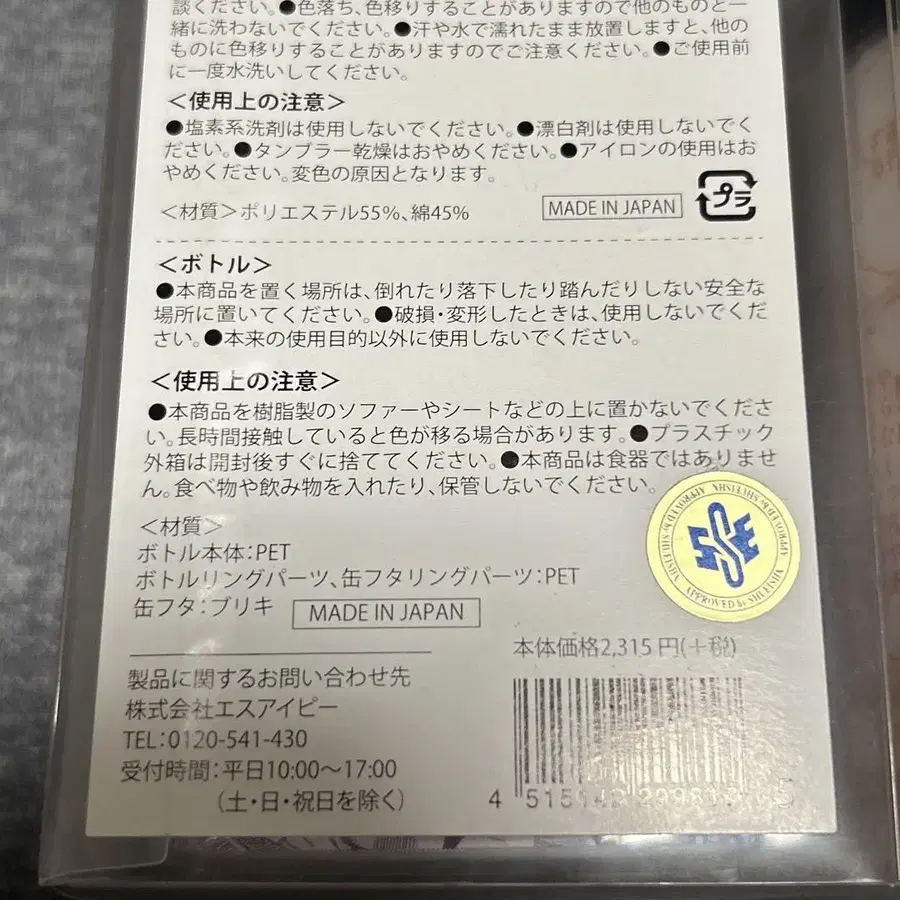 談ください。●色落ち、色移りすることがありますので他のものと一
緒に洗わないでください。●汗や水で濡れたまま放置しますと、他の
ものに色移りすることがありますのでご注意ください。●ご使用前
に一度水洗いしてください。
＜使用上の注意＞
●塩素系洗剤は使用しないでください。●漂白剤は使用しないでく
ださい。●タンブラー乾燥はおやめください。●アイロンの使用はお
やめください。変色の原因となります。
＜材質＞ポリエステル55%、綿45%
MADE IN JAPAN
プラ
＜ボトル＞
●本商品を置く場所は、倒れたり落下したり踏んだりしない安全な
場所に置いてください。●破損・変形したときは、使用しないでくだ
さい。●本来の使用目的以外に使用しないでください。
＜使用上の注意＞
●本商品を樹脂製のソファーやシートなどの上に置かないでくださ
い。長時間接触していると色が移る場合があります。●プラスチック
外箱は開封後すぐに捨ててください。●本商品は食器ではありませ
ん。食べ物や飲み物を入れたり、保管しないでください。
＜材質＞
ボトル本体：PET
ボトルリングパーツ、缶フタリングパーツ：PET
缶フタ：ブリキ
MADE IN JAPAN
APPROVED by SHUEISHA
本体価格2,315円(＋税)
製品に関するお問い合わせ先
株式会社エスアイピー
TEL：0120-541-430
受付時間：平日10:00～17:00
（土・日・祝日を除く）